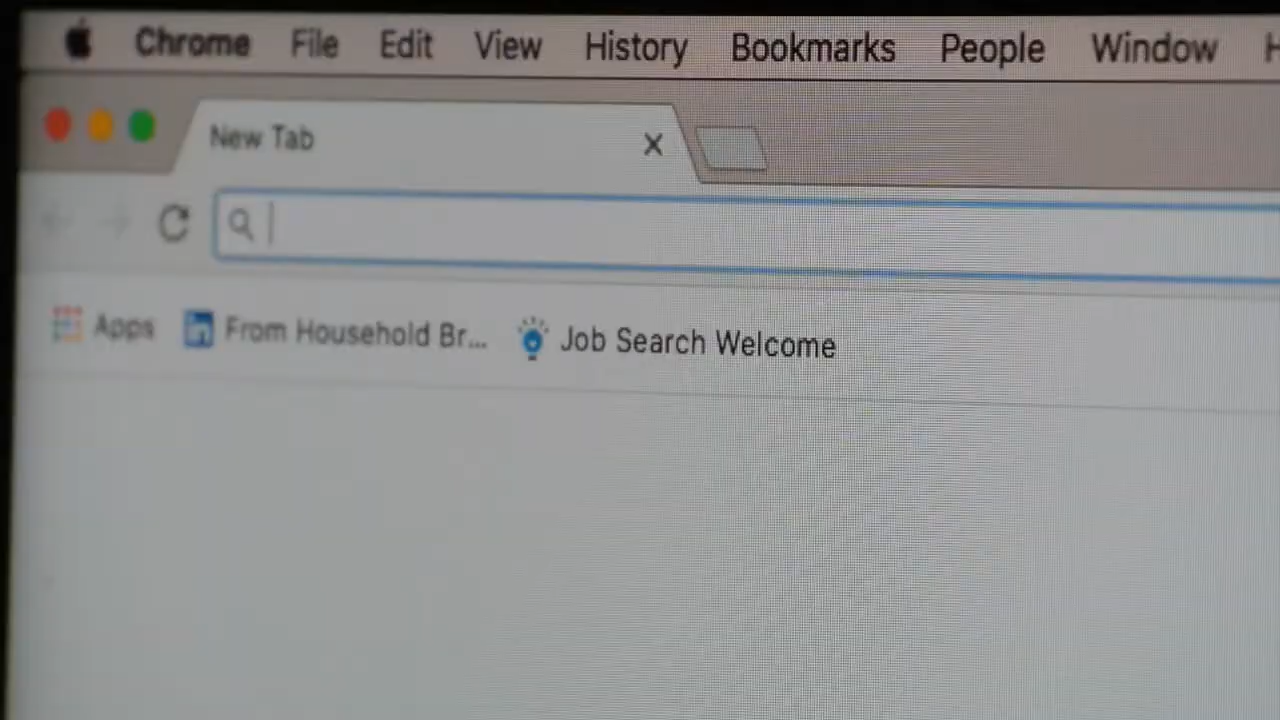 Chrome File Edit View History Bookmarks People Window
New Tab
Apps From Household Br... Job Search Welcome